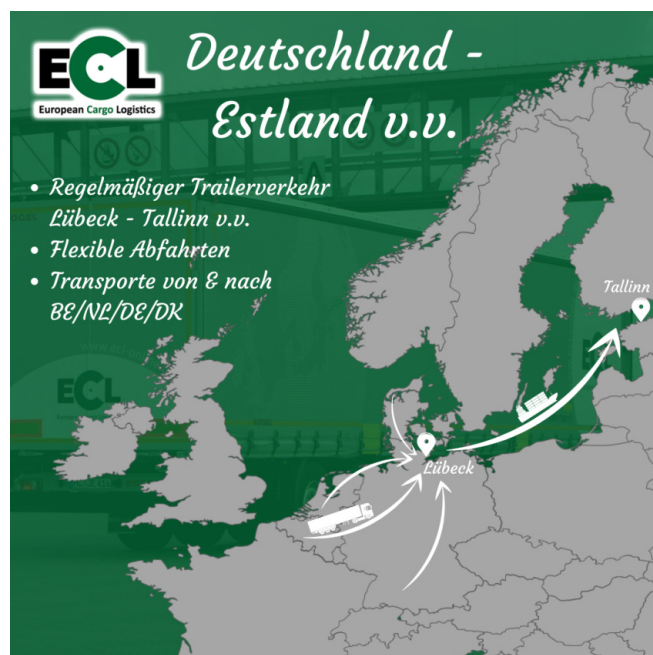 ECL
European Cargo Logistics
Deutschland -
Estland v.v.
• Regelmäßiger Trailerverkehr
Lübeck - Tallinn v.v.
• Flexible Abfahrten
• Transporte von & nach
BE/NL/DE/DK
Tallinn
Lübeck
ECL